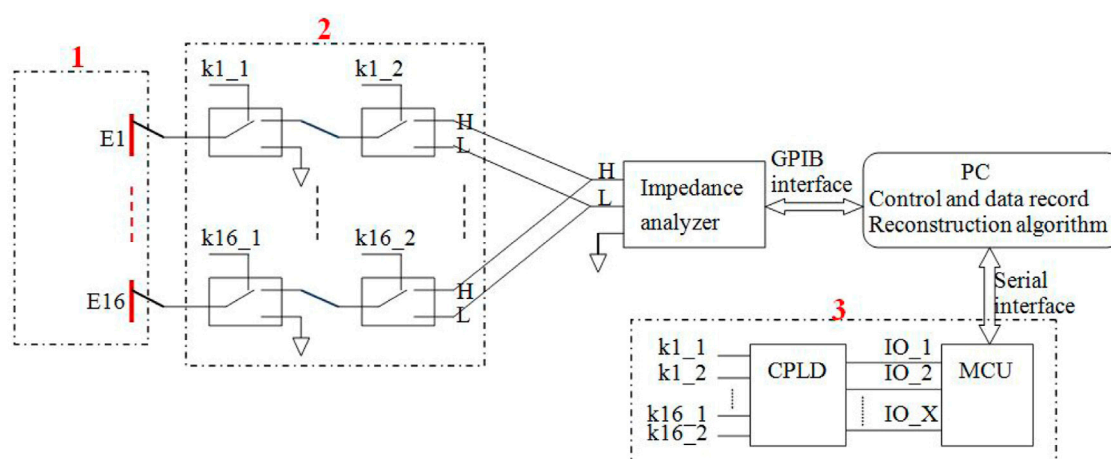 1
2
k1_1
k2_1
E1
H
L
H
L
Impedance
analyzer
GPIB
interface
PC
Control and data record
Reconstruction algorithm
k16_1
k16_2
E16
H
L
Serial
interface
3
k1_1
k1_2
k16_1
k16_2
CPLD
IO_1
IO_2
IO_X
MCU